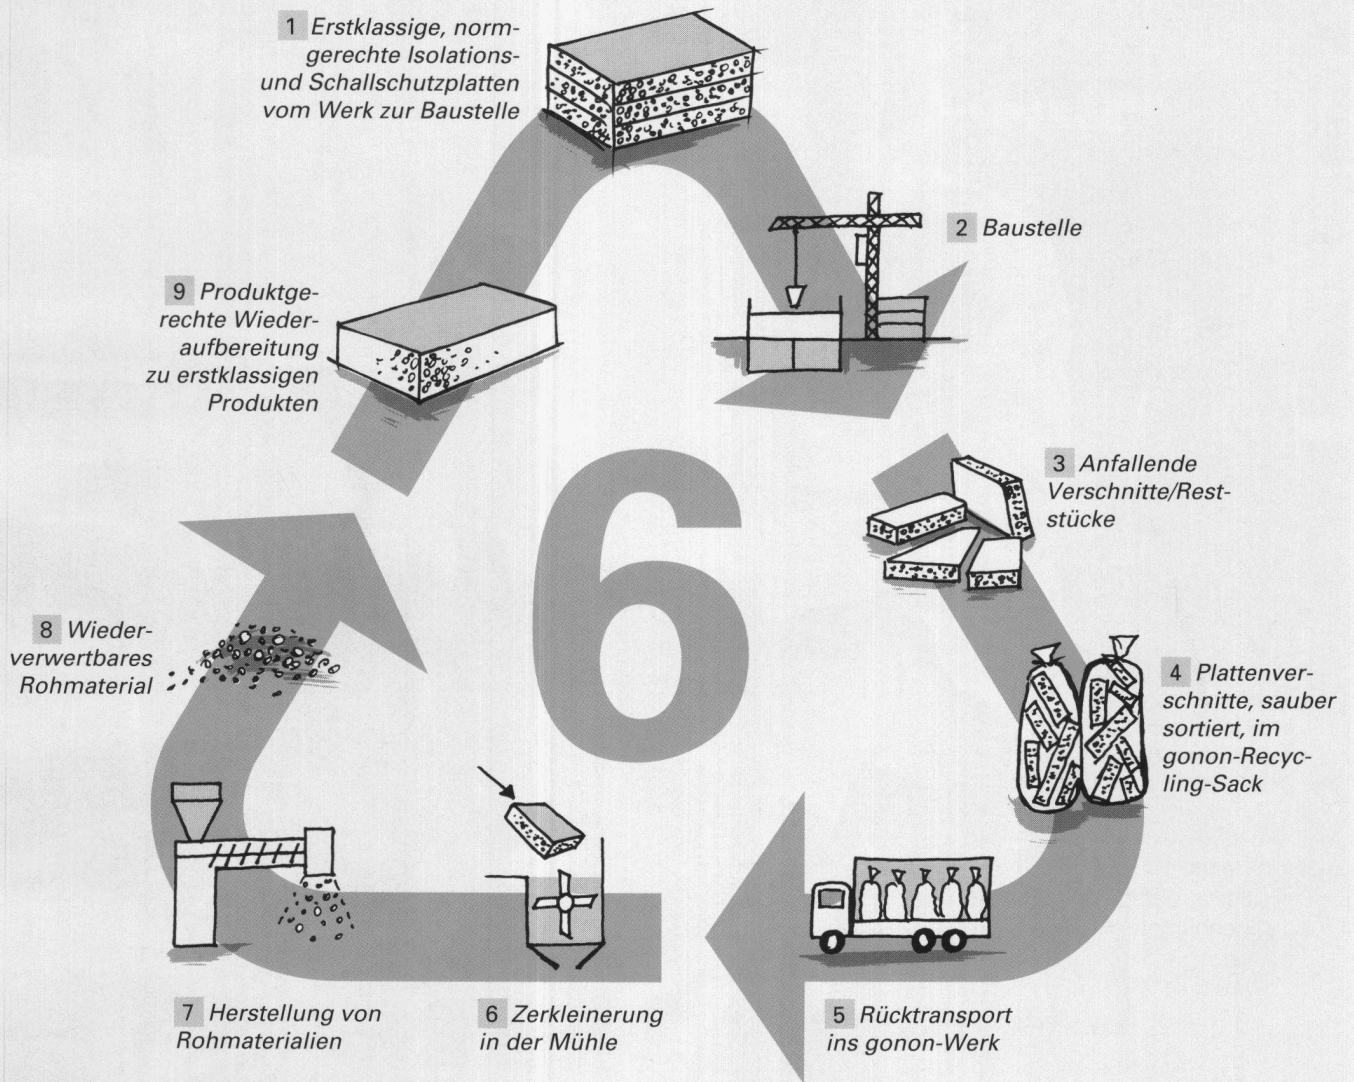 1 Erstklassige, norm-
gerechte Isolations-
und Schallschutzplatten
vom Werk zur Baustelle
2 Baustelle
3 Anfallende
Verschnitte/Rest-
stücke
4 Plattenver-
schnitte, sauber
sortiert, im
gonon-Recyc-
ling-Sack
5 Rücktransport
ins gonon-Werk
6 Zerkleinerung
in der Mühle
7 Herstellung von
Rohmaterialien
8 Wieder-
verwertbares
Rohmaterial
9 Produktge-
rechte Wieder-
aufbereitung
zu erstklassigen
Produkten
6